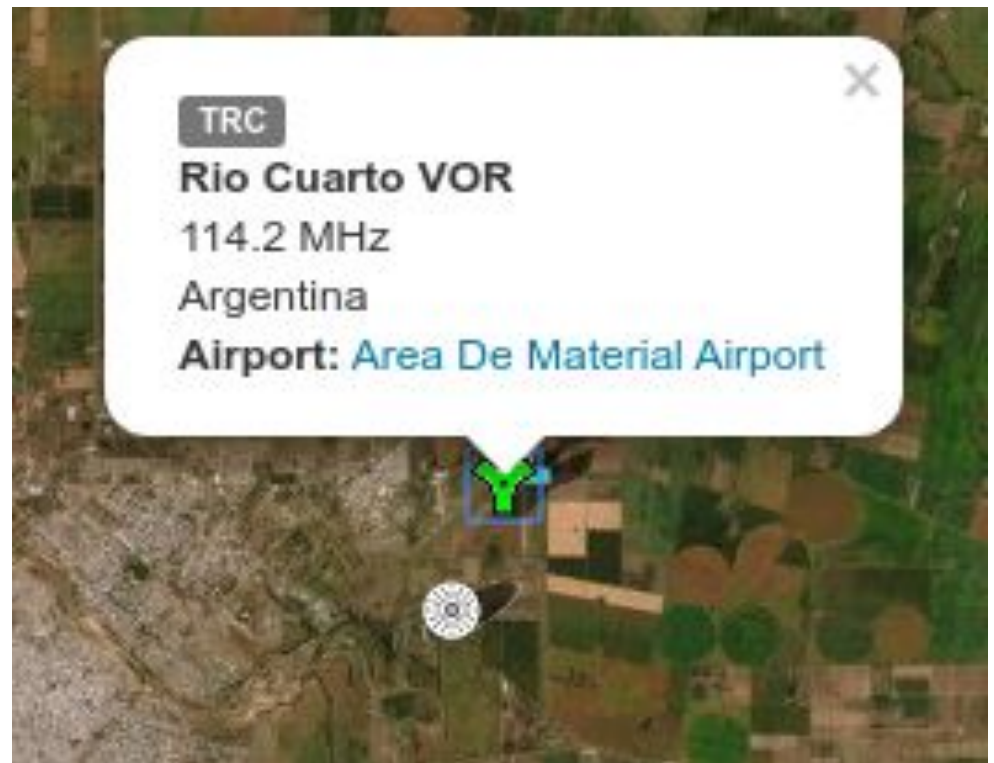 TRC
Rio Cuarto VOR
114.2 MHz
Argentina
Airport: Area De Material Airport